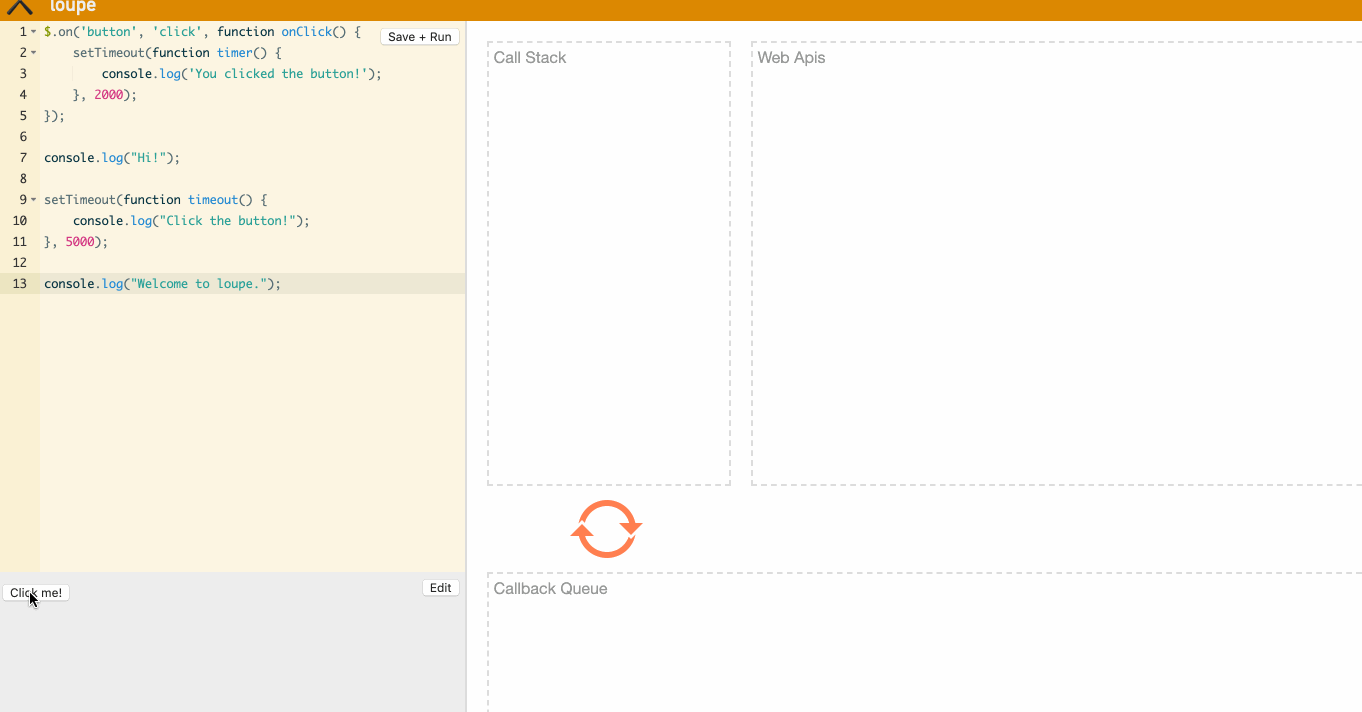 loupe
Save + Run
1 $.on('button', 'click', function onClick() {
2     setTimeout(function timer() {
3         console.log('You clicked the button!');
4     }, 2000);
5 });
6
7 console.log("Hi!");
8
9 setTimeout(function timeout() {
10     console.log("Click the button!");
11 }, 5000);
12
13 console.log("Welcome to loupe.");
Click me!
Edit
Call Stack
Web Apis
Callback Queue